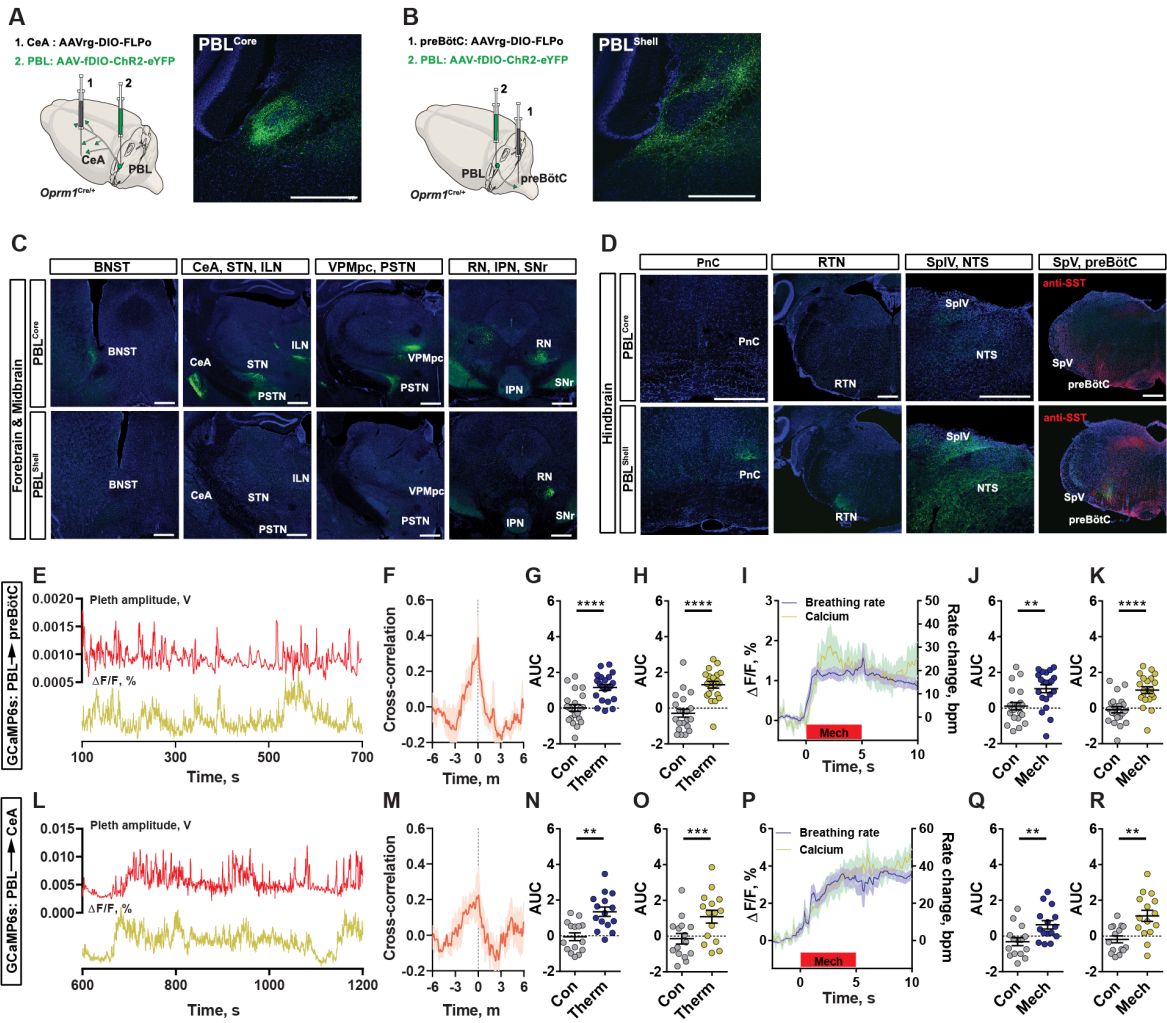 A
1. CeA : AAVrg-DIO-FLPo
2. PBL: AAV-fDIO-ChR2-eYFP
1
2
CeA
PBL
Oprm1Cre/+
PBLCore
B
1. preBötC: AAVrg-DIO-FLPo
2. PBL: AAV-fDIO-ChR2-eYFP
2
1
PBL
preBötC
Oprm1Cre/+
PBLShell
C
BNST
CeA, STN, ILN
VPMpc, PSTN
RN, IPN, SNr
Forebrain & Midbrain
PBLCore
BNST
CeA
STN
ILN
PSTN
VPMpc
PSTN
RN
IPN
SNr
PBLShell
BNST
CeA
STN
ILN
PSTN
VPMpc
PSTN
RN
IPN
SNr
D
PnC
RTN
SpIV, NTS
SpV, preBötC
Hindbrain
PBLCore
PnC
RTN
SpIV
NTS
anti-SST
SpV
preBötC
PBLShell
PnC
RTN
SpIV
NTS
anti-SST
SpV
preBötC
GCaMP6s: PBL preBötC
E
Pleth amplitude, V
0.0020
0.0015
0.0010
0.0005
ΔF/F, %
100
300
500
700
Time, s
F
Cross-correlation
0.6
0.4
0.2
0.0
-0.2
-6
-3
0
3
6
Time, m
G
AUC
6
4
2
0
-2
****
Con
Therm
H
AUC
6
4
2
0
-2
****
Con
Therm
I
Breathing rate
Calcium
ΔF/F, %
3
2
1
0
Rate change, bpm
50
40
30
20
10
0
Mech
0
5
10
Time, s
J
AUC
6
4
2
0
-2
**
Con
Mech
K
AUC
6
4
2
0
-2
****
Con
Mech
GCaMP6s: PBL CeA
L
Pleth amplitude, V
0.015
0.010
0.005
0.000
ΔF/F, %
600
800
1000
1200
Time, s
M
Cross-correlation
0.6
0.4
0.2
0.0
-0.2
-6
-3
0
3
6
Time, m
N
AUC
6
4
2
0
-2
**
Con
Therm
O
AUC
6
4
2
0
-2
***
Con
Therm
P
Breathing rate
Calcium
ΔF/F, %
6
4
2
0
Rate change, bpm
60
40
20
0
Mech
0
5
10
Time, s
Q
AUC
6
4
2
0
-2
**
Con
Mech
R
AUC
6
4
2
0
-2
**
Con
Mech